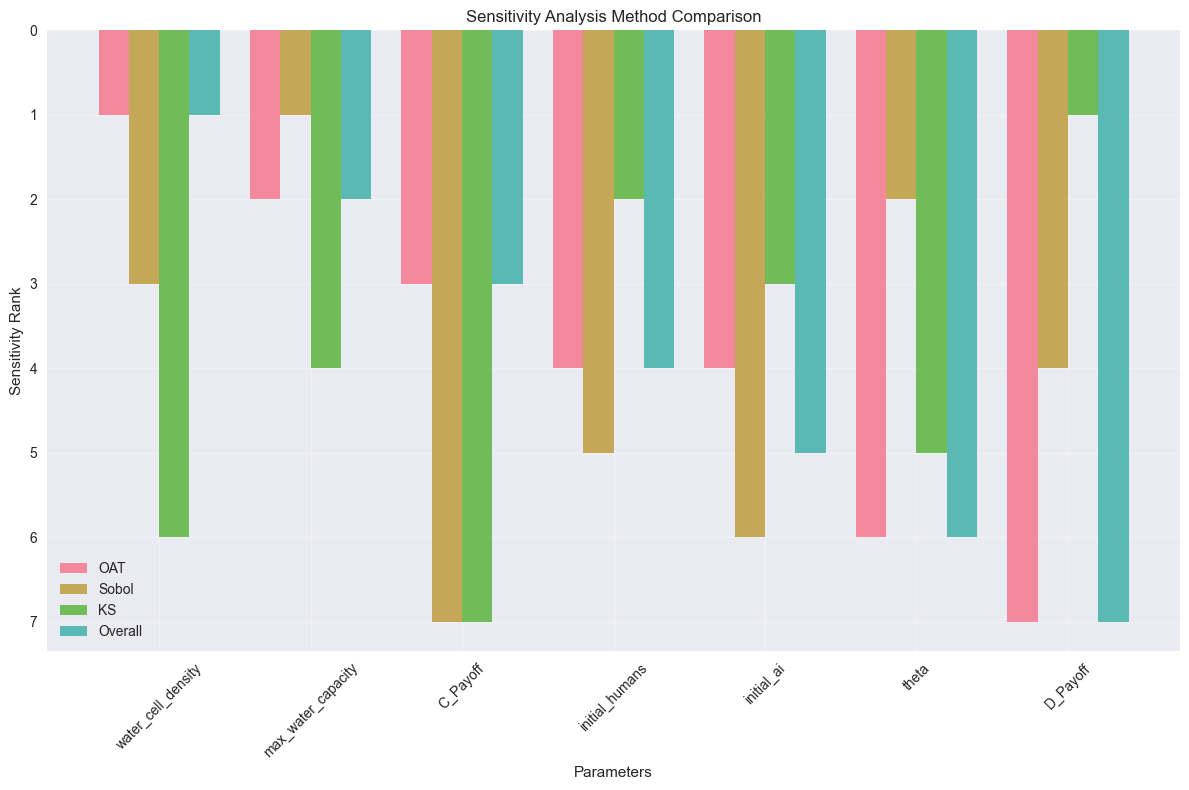 Sensitivity Analysis Method Comparison
Sensitivity Rank
0
1
2
3
4
5
6
7
OAT
Sobol
KS
Overall
water_cell_density
max_water_capacity
C_Payoff
initial_humans
initial_ai
theta
D_Payoff
Parameters